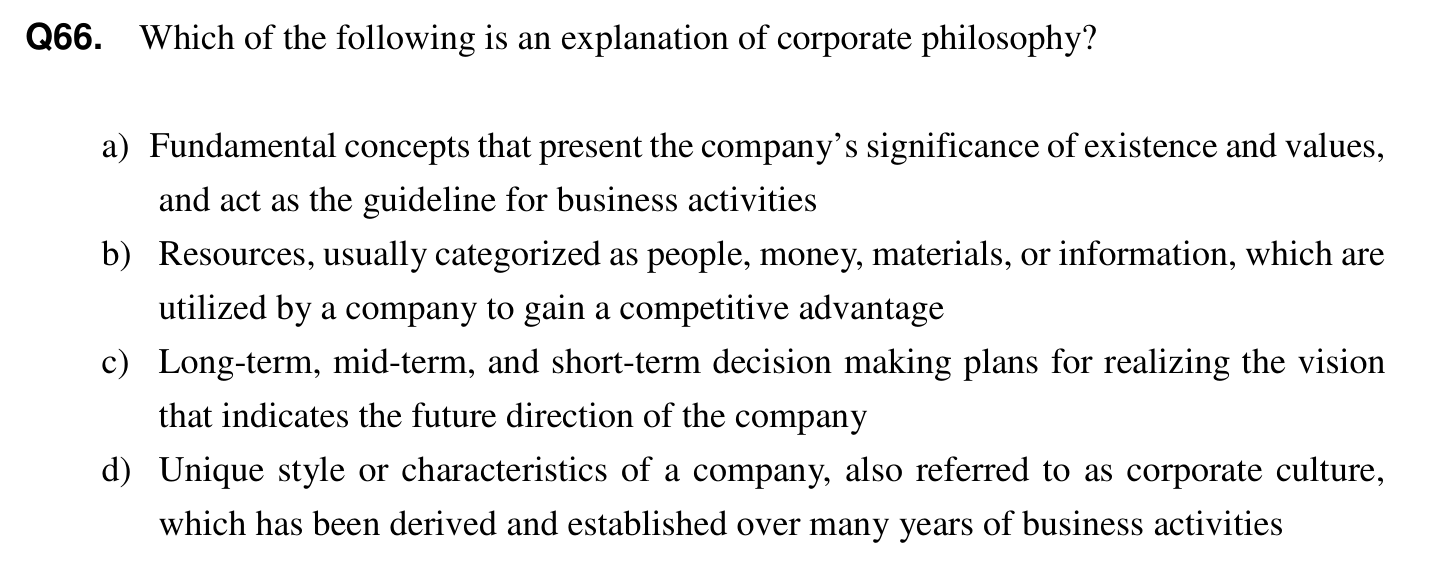 Q66. Which of the following is an explanation of corporate philosophy?
a) Fundamental concepts that present the company’s significance of existence and values,
and act as the guideline for business activities
b) Resources, usually categorized as people, money, materials, or information, which are
utilized by a company to gain a competitive advantage
c) Long-term, mid-term, and short-term decision making plans for realizing the vision
that indicates the future direction of the company
d) Unique style or characteristics of a company, also referred to as corporate culture,
which has been derived and established over many years of business activities